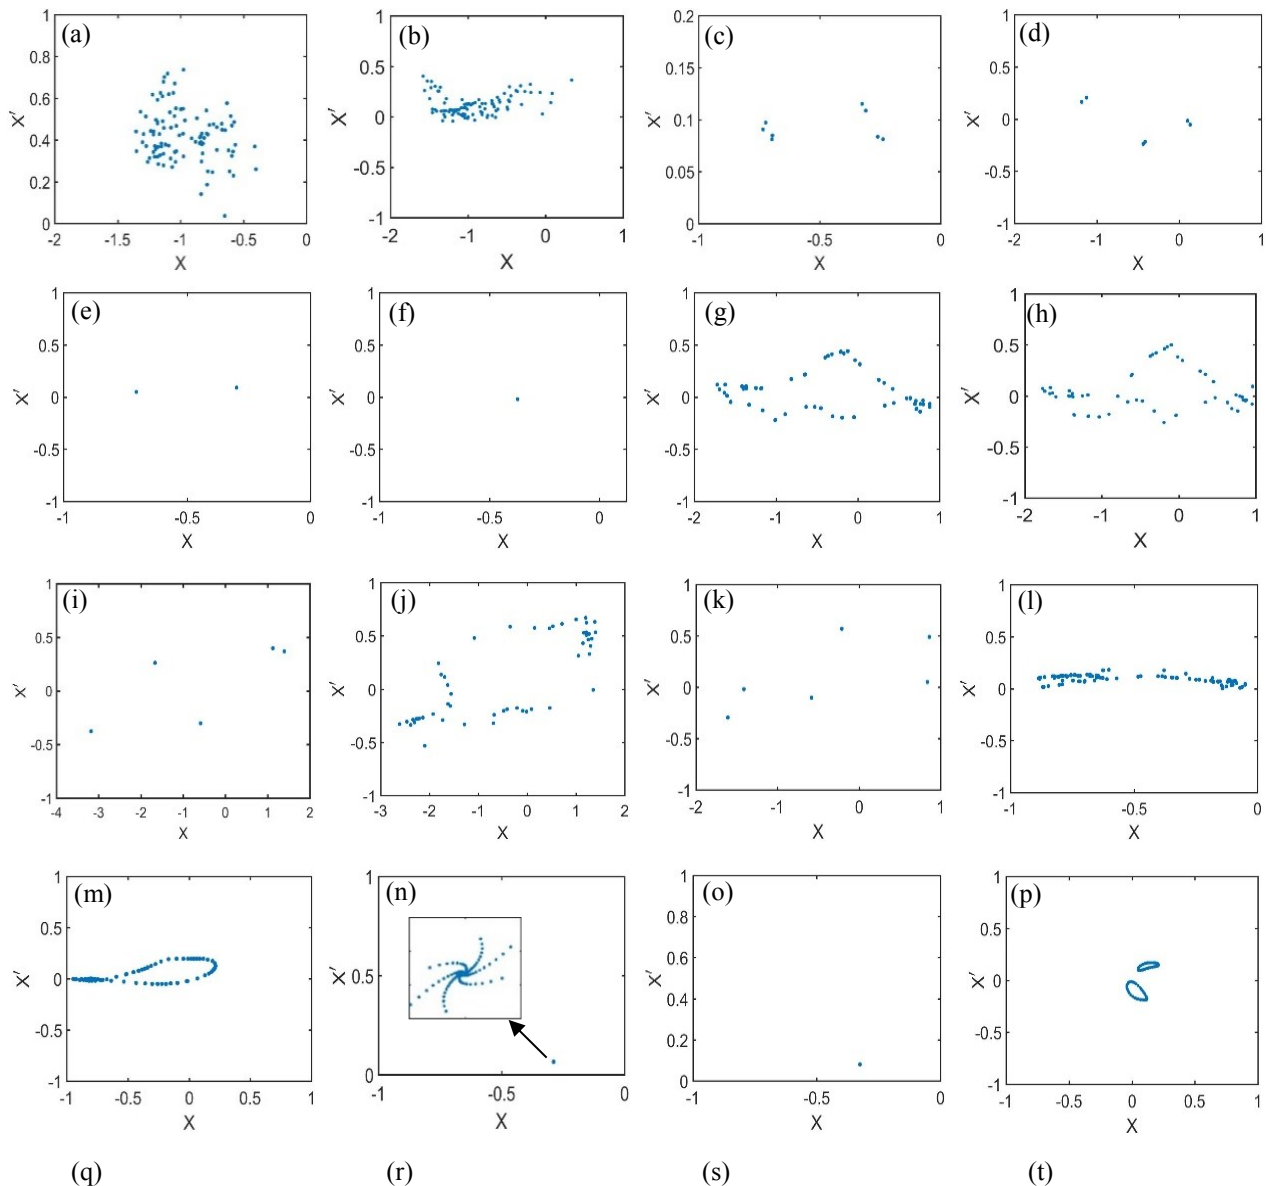 (a) (b) (c) (d)
1 0.8 0.6 0.4 0.2 0 X'
-2 -1.5 -1 -0.5 0
X
1 0.5 0 -0.5 -1 X'
-2 -1 0 1
X
0.2 0.15 0.1 0.05 0 X'
-1 -0.5 0
X
1 0.5 0 -0.5 -1 X'
-2 -1 0 1
X
(e) (f) (g) (h)
1 0.5 0 -0.5 -1 X'
-1 -0.5 0
X
1 0.5 0 -0.5 -1 X'
-1 -0.5 0
X
1 0.5 0 -0.5 -1 X'
-2 -1 0 1
X
1 0.5 0 -0.5 -1 X'
-2 -1 0 1
X
(i) (j) (k) (l)
1 0.5 0 -0.5 -1 X'
-4 -3 -2 -1 0 1 2
X
1 0.5 0 -0.5 -1 X'
-2 -1 0 1 2
X
1 0.5 0 -0.5 -1 X'
-2 -1 0 1
X
1 0.5 0 -0.5 -1 X'
-1 -0.5 0
X
(m) (n) (o) (p)
1 0.5 0 -0.5 -1 X'
-1 -0.5 0 0.5 1
X
1 0.5 0 X'
-1 -0.5 0
X
1 0.8 0.6 0.4 0.2 0 X'
-1 -0.5 0
X
1 0.5 0 -0.5 -1 X'
-1 -0.5 0 0.5 1
X
(q) (r) (s) (t)